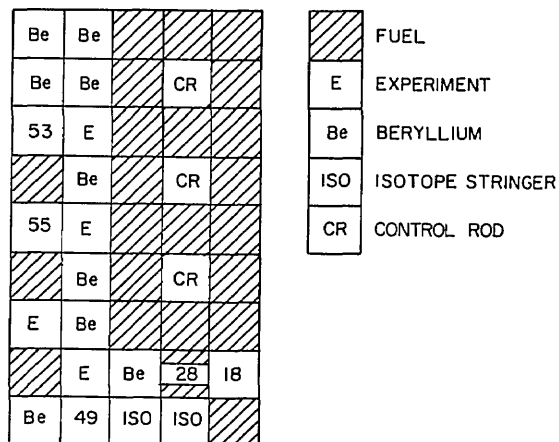 Be Be
Be Be CR
53 E
Be CR
55 E
Be CR
E Be
E Be 28 18
Be 49 ISO ISO
FUEL
E EXPERIMENT
Be BERYLLIUM
ISO ISOTOPE STRINGER
CR CONTROL ROD